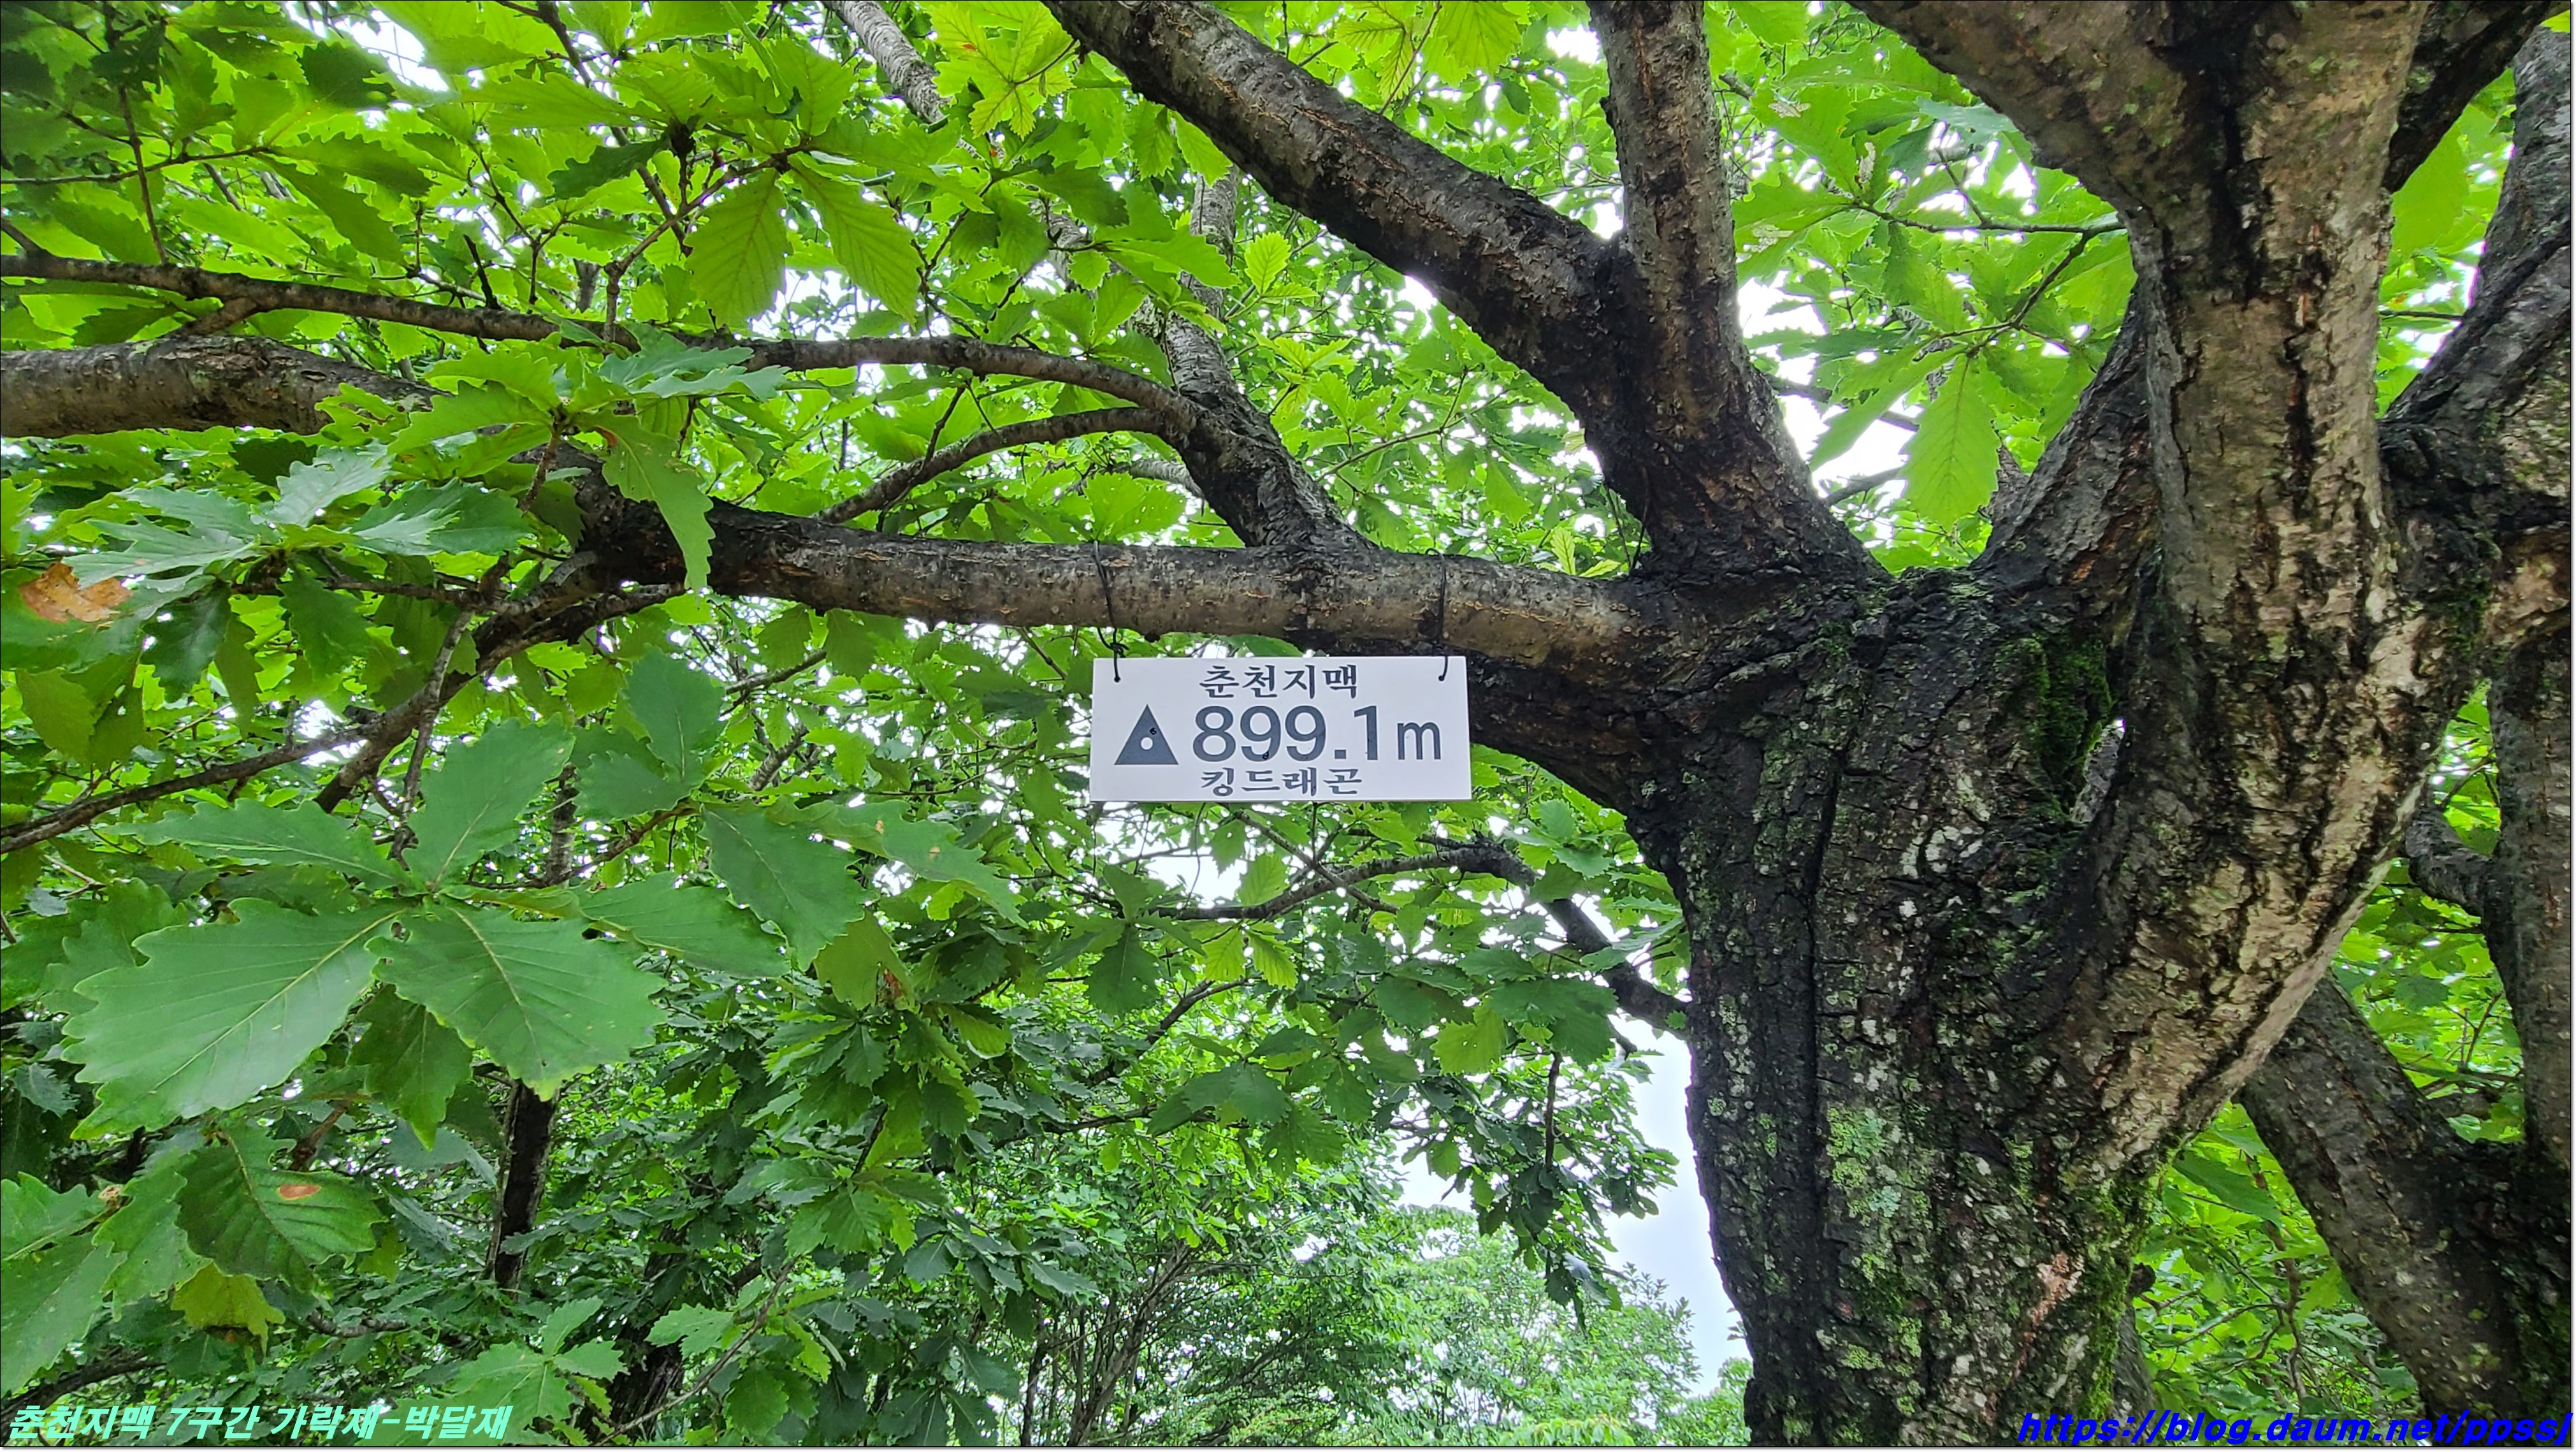 춘천지맥
▲899.1m
킹드래곤
춘천지맥 7구간 가락재-박달재
https://blog.daum.net/ppssj